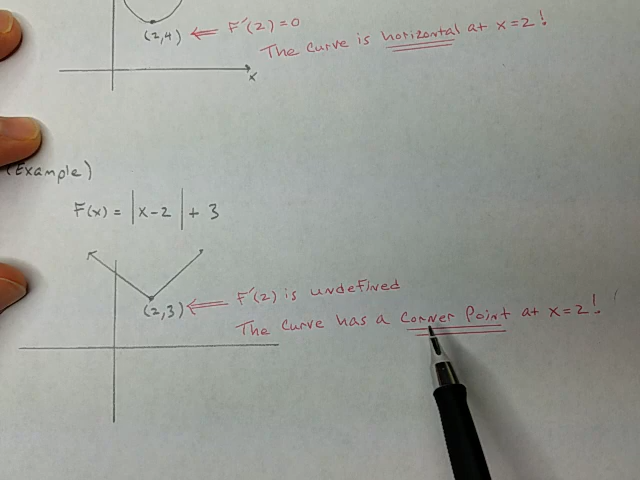 (2,4) ⇐ F'(2)=0
The curve is horizontal at x=2!
x
(Example)
F(x) = |x-2| + 3
(2,3) ⇐ F'(2) is undefined
The curve has a corner point at x=2!